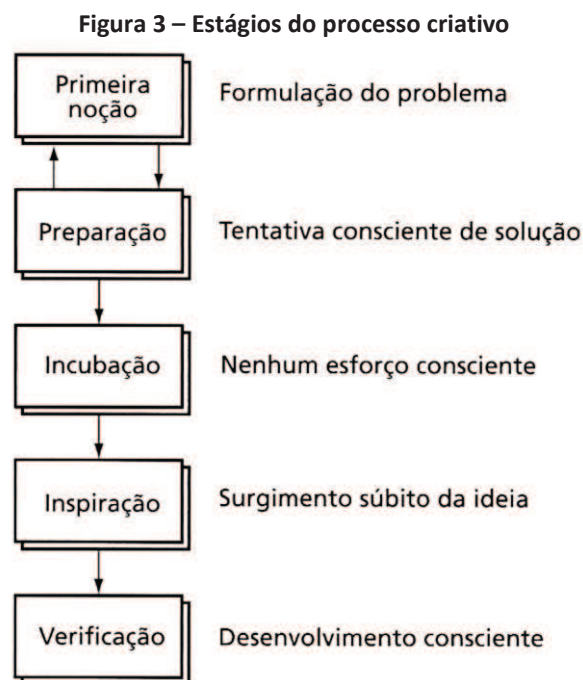 Figura 3 – Estágios do processo criativo
Primeira
noção
Formulação do problema
Preparação
Tentativa consciente de solução
Incubação
Nenhum esforço consciente
Inspiração
Surgimento súbito da ideia
Verificação
Desenvolvimento consciente